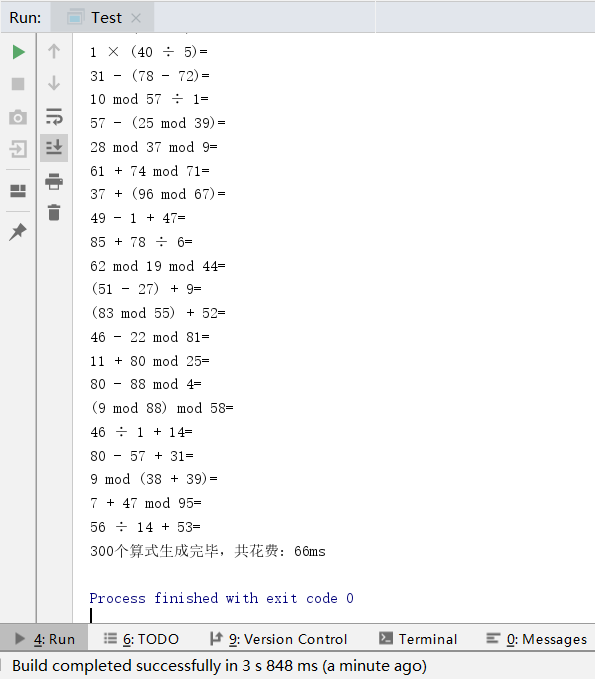 Run: Test
1 × (40 ÷ 5)=
31 - (78 - 72)=
10 mod 57 ÷ 1=
57 - (25 mod 39)=
28 mod 37 mod 9=
61 + 74 mod 71=
37 + (96 mod 67)=
49 - 1 + 47=
85 + 78 ÷ 6=
62 mod 19 mod 44=
(51 - 27) + 9=
(83 mod 55) + 52=
46 - 22 mod 81=
11 + 80 mod 25=
80 - 88 mod 4=
(9 mod 88) mod 58=
46 ÷ 1 + 14=
80 - 57 + 31=
9 mod (38 + 39)=
7 + 47 mod 95=
56 ÷ 14 + 53=
300个算式生成完毕，共花费：66ms
Process finished with exit code 0
4: Run 6: TODO 9: Version Control Terminal 0: Messages
Build completed successfully in 3 s 848 ms (a minute ago)